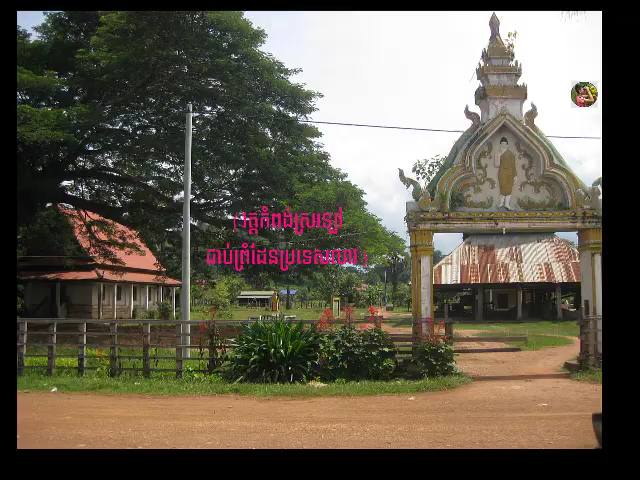 (វត្តកំពង់ស្រឡៅ
ជាប់ព្រំដែនប្រទេសលាវ)